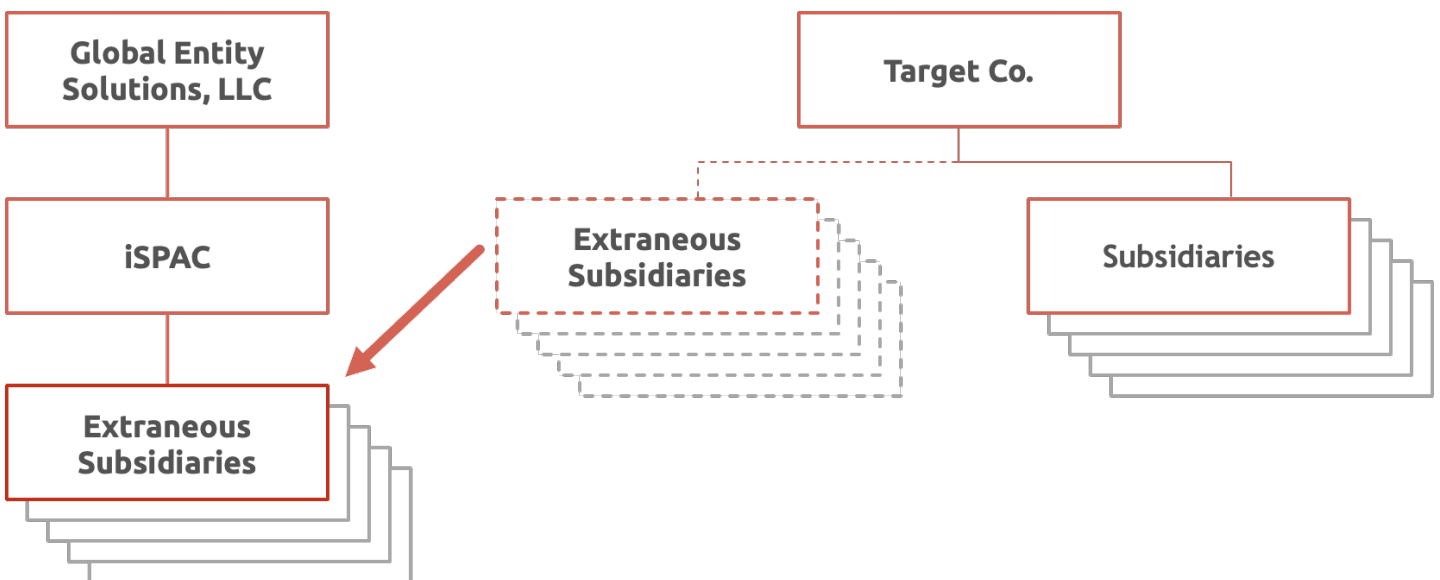 Global Entity
Solutions, LLC
Target Co.
iSPAC
Extraneous
Subsidiaries
Subsidiaries
Extraneous
Subsidiaries